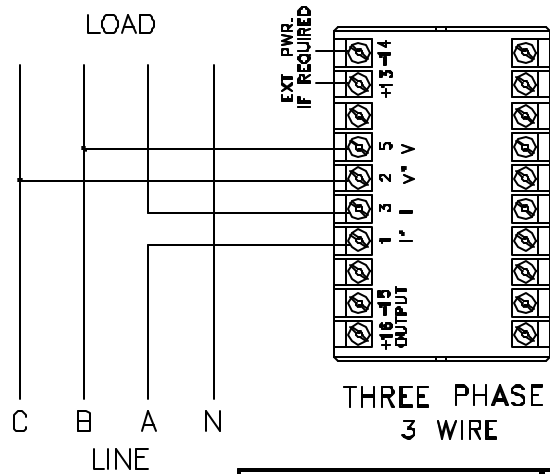 LOAD
EXT PWR.
IF REQUIRED
-14
+13
5 V
2 V*
3 I
1 I*
-15
+16
OUTPUT
C B A N
LINE
THREE PHASE
3 WIRE